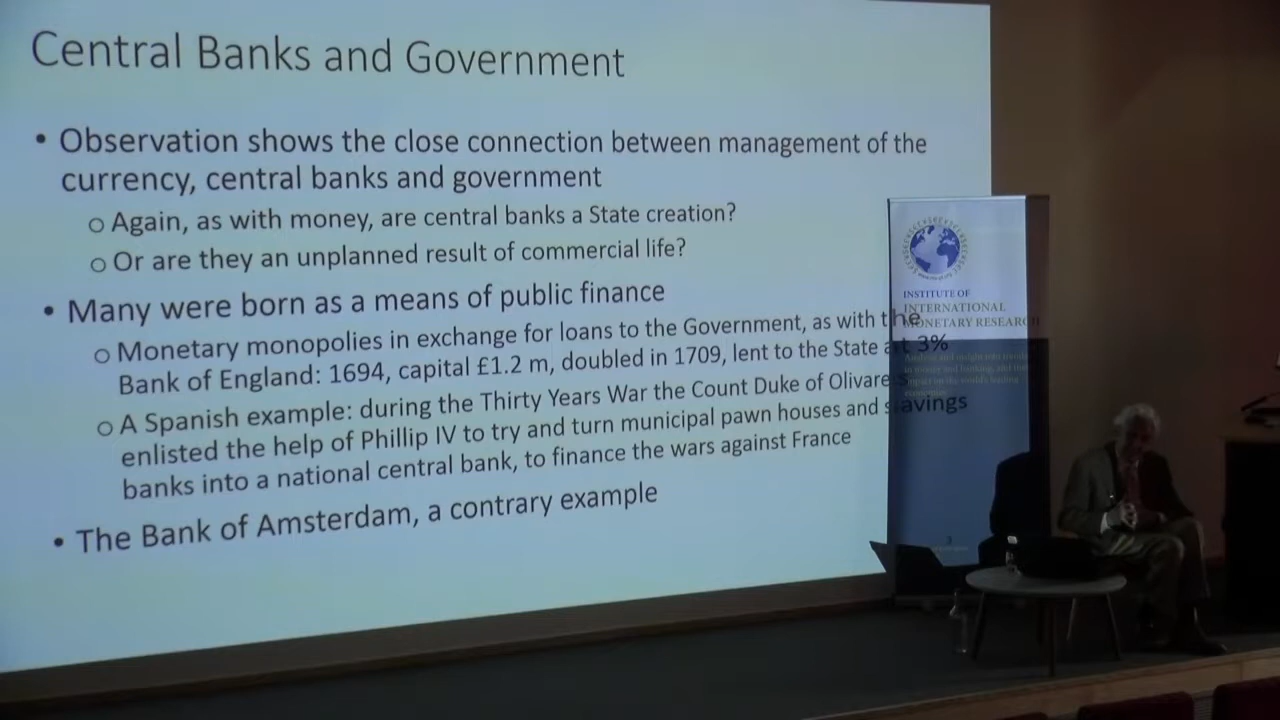 Central Banks and Government
• Observation shows the close connection between management of the
currency, central banks and government
o Again, as with money, are central banks a State creation?
o Or are they an unplanned result of commercial life?
• Many were born as a means of public finance
o Monetary monopolies in exchange for loans to the Government, as with the
Bank of England: 1694, capital £1.2 m, doubled in 1709, lent to the State at 3%
o A Spanish example: during the Thirty Years War the Count Duke of Olivares
enlisted the help of Phillip IV to try and turn municipal pawn houses and savings
banks into a national central bank, to finance the wars against France
• The Bank of Amsterdam, a contrary example
3
INSTITUTE OF
INTERNATIONAL
MONETARY RESEARCH